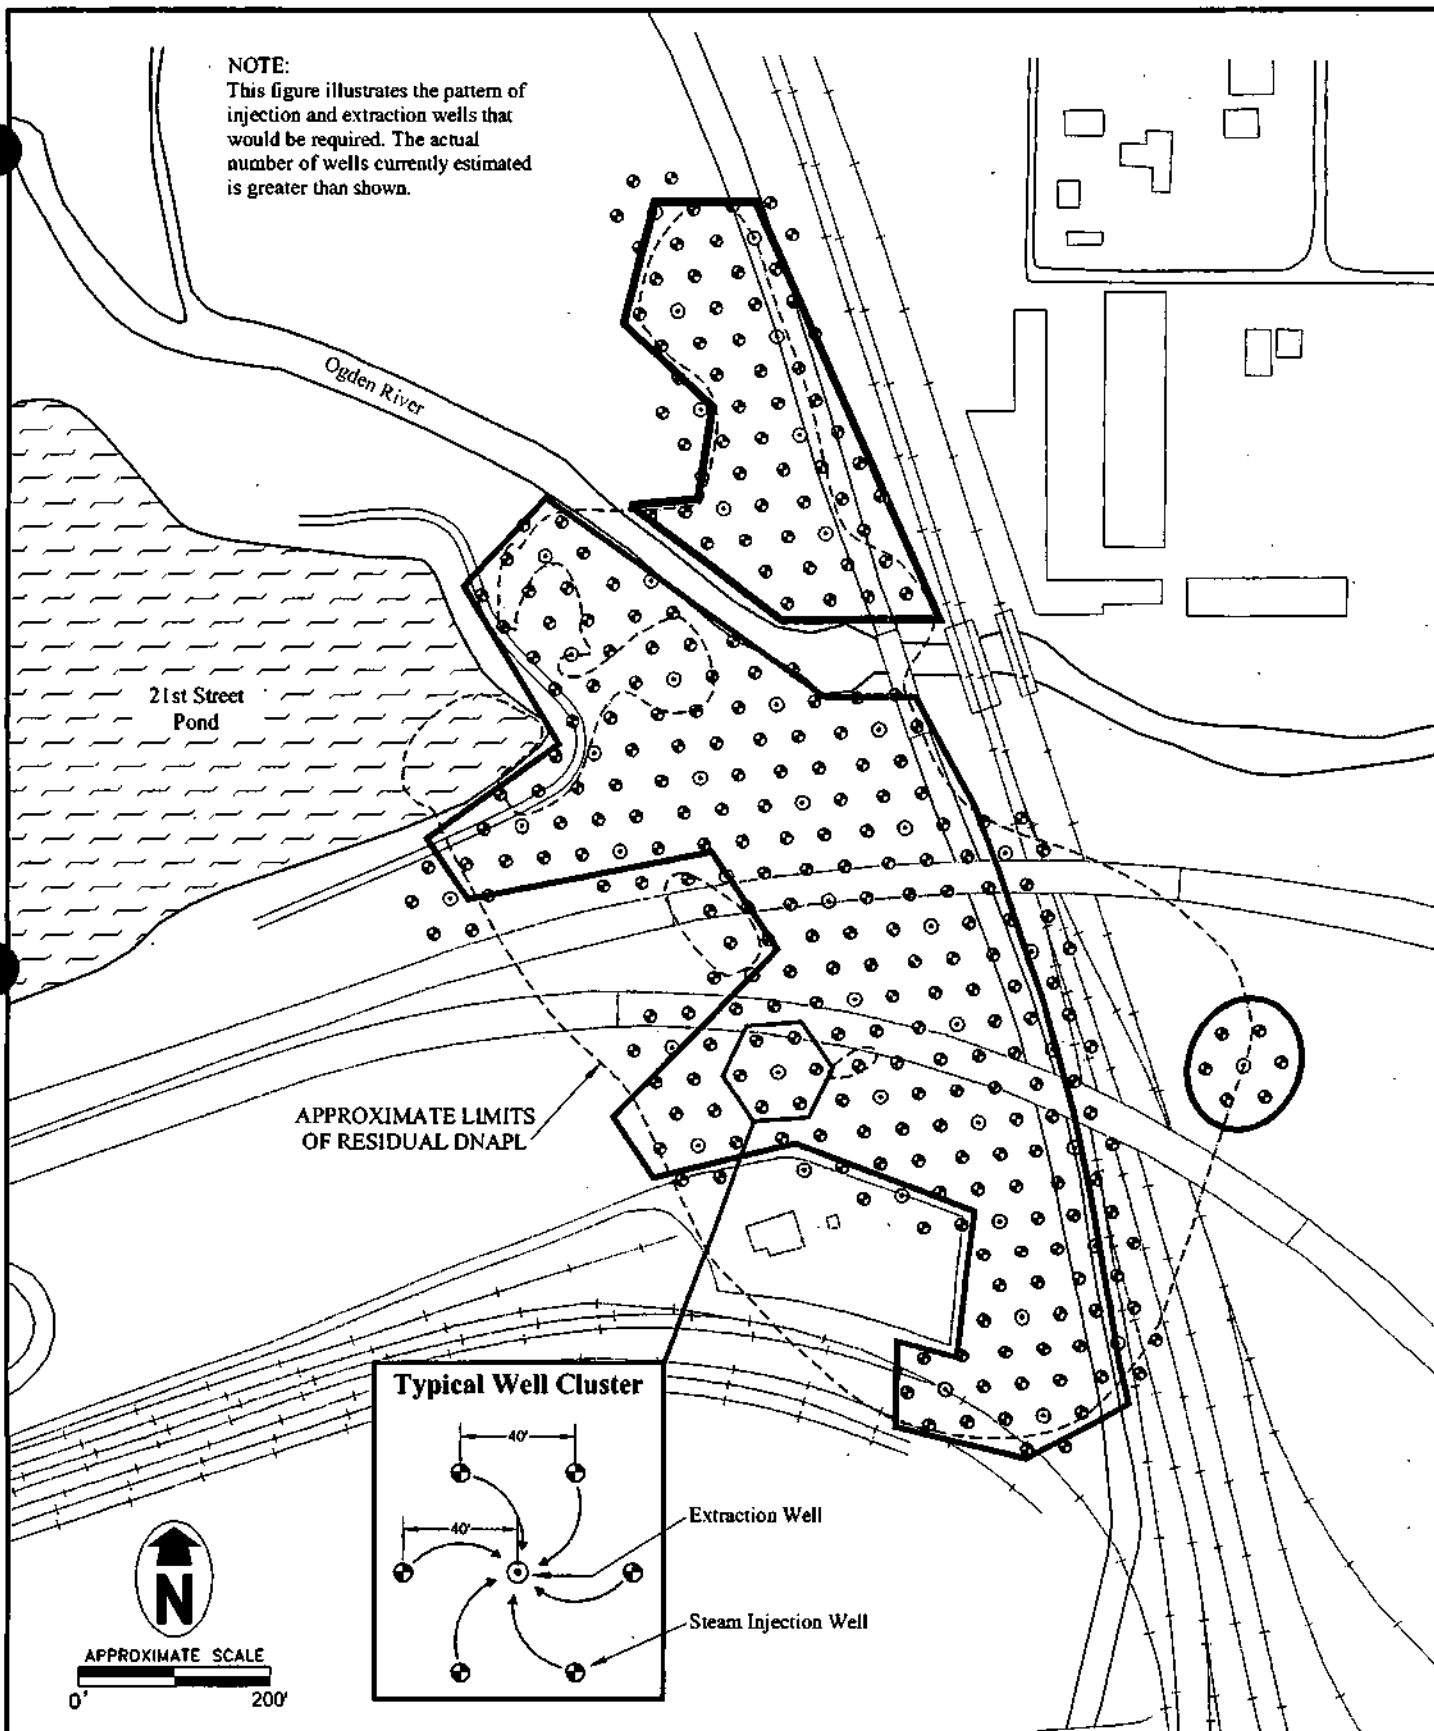 NOTE:
This figure illustrates the pattern of
injection and extraction wells that
would be required. The actual
number of wells currently estimated
is greater than shown.
Ogden River
21st Street
Pond
APPROXIMATE LIMITS
OF RESIDUAL DNAPL
Typical Well Cluster
40'
40'
Extraction Well
Steam Injection Well
N
APPROXIMATE SCALE
0'
200'